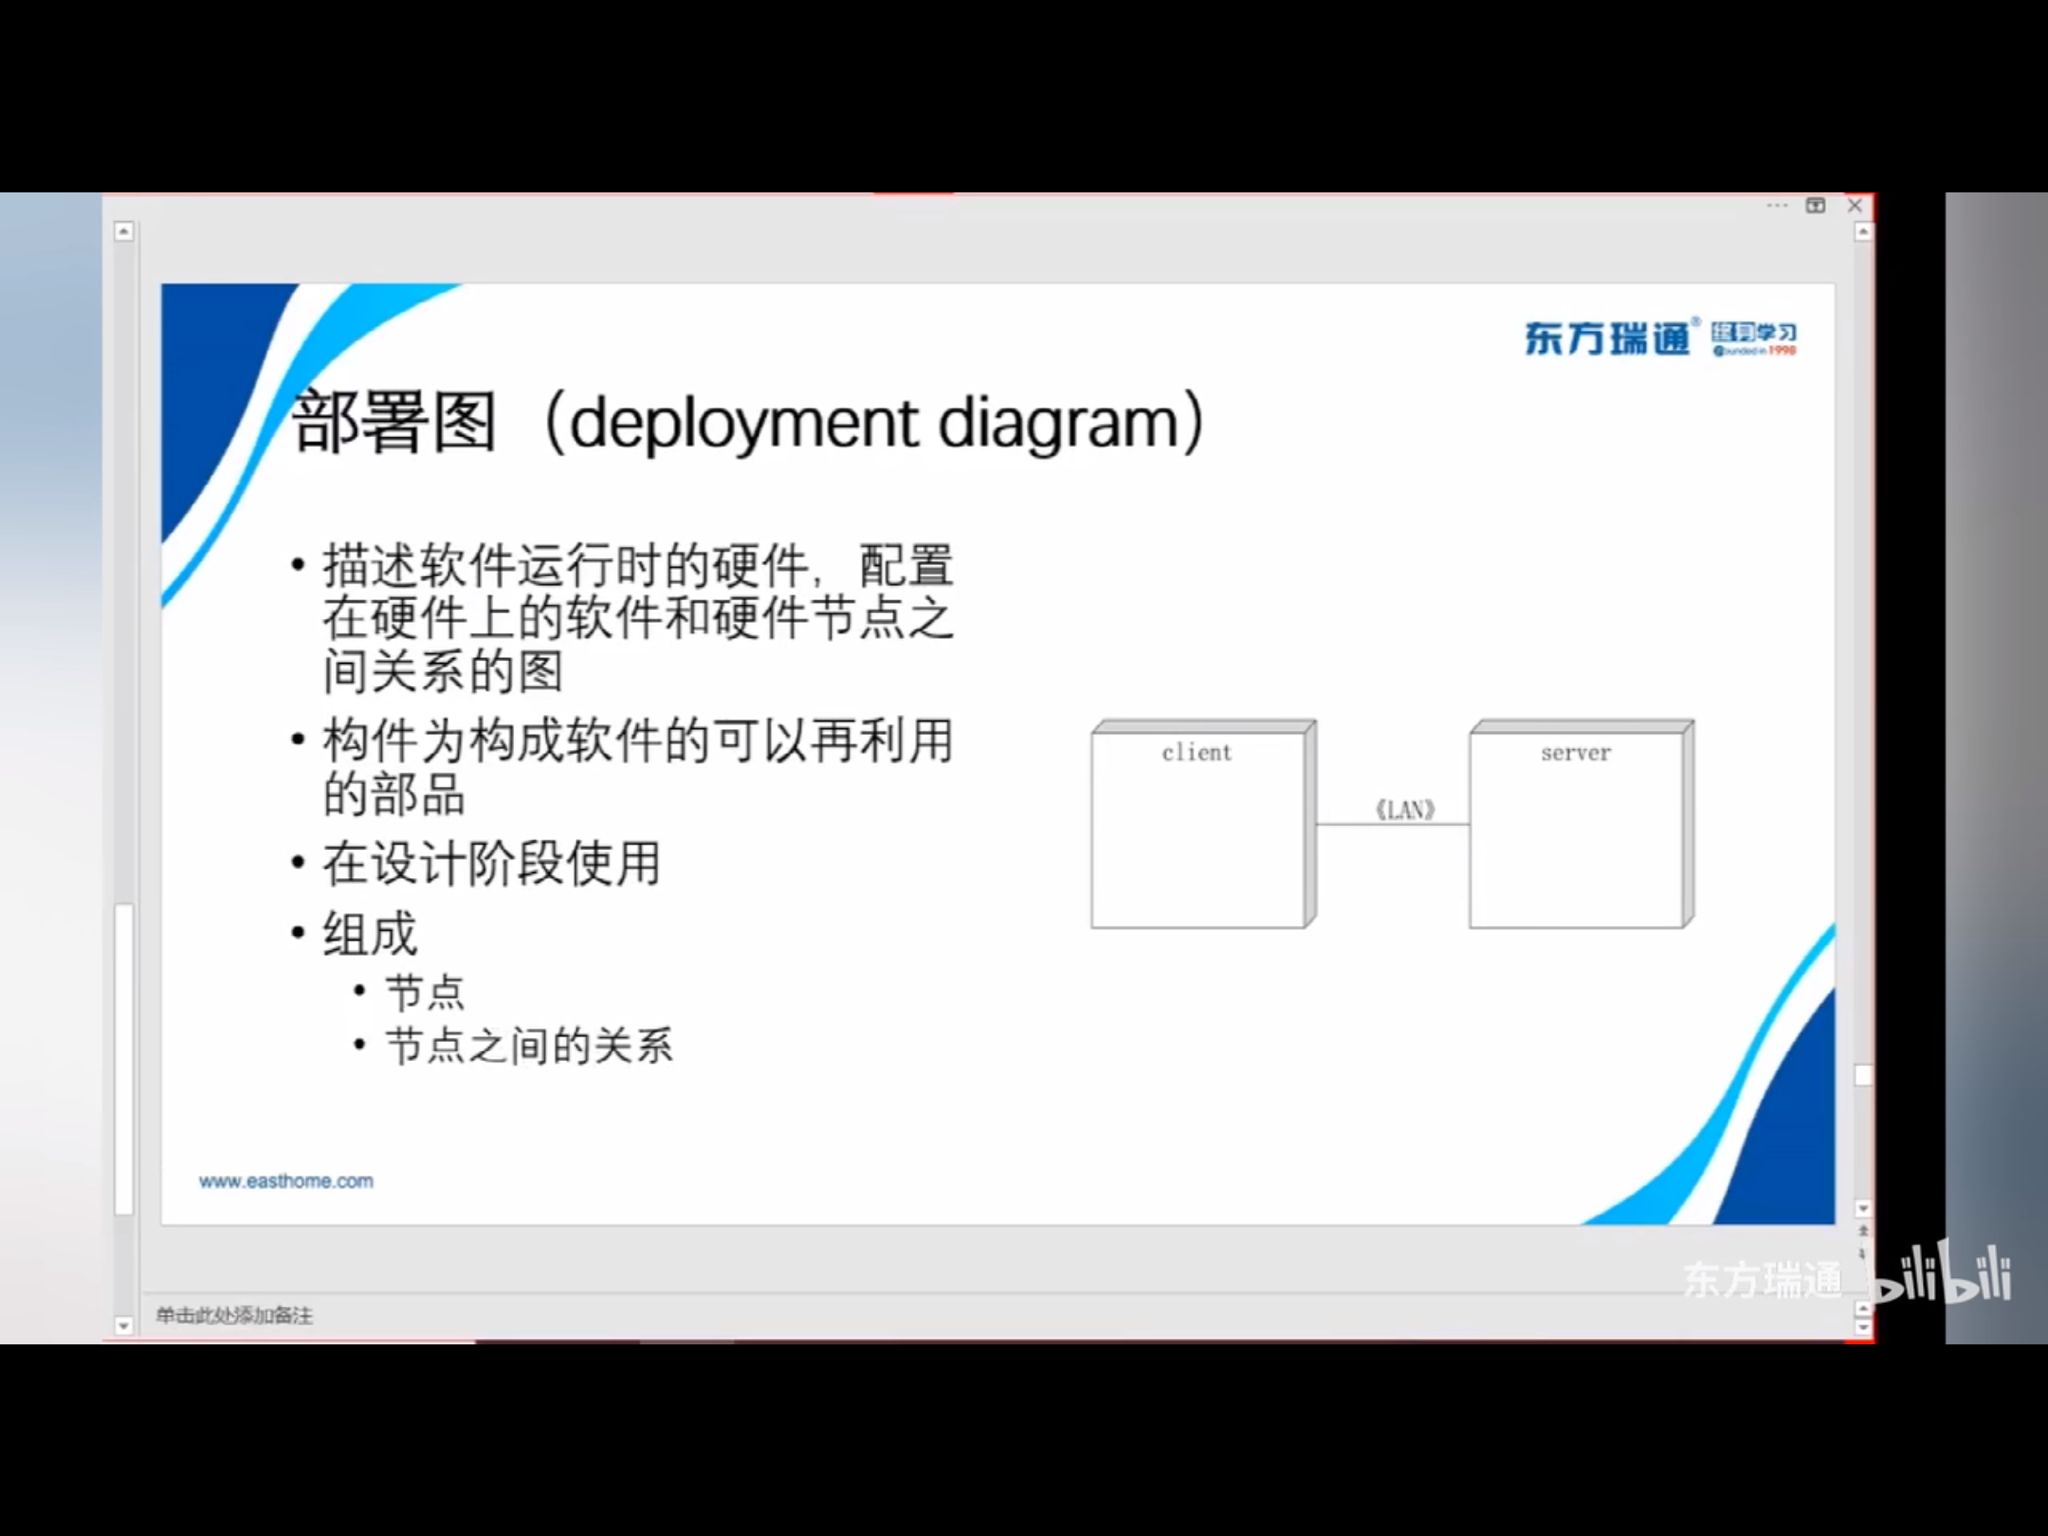 东方瑞通® 终身学习
founded in 1998
部署图（deployment diagram）
• 描述软件运行时的硬件，配置
在硬件上的软件和硬件节点之
间关系的图
• 构件为构成软件的可以再利用
的部品
• 在设计阶段使用
• 组成
• 节点
• 节点之间的关系
client
《LAN》
server
www.easthome.com
东方瑞通 bilibili
单击此处添加备注